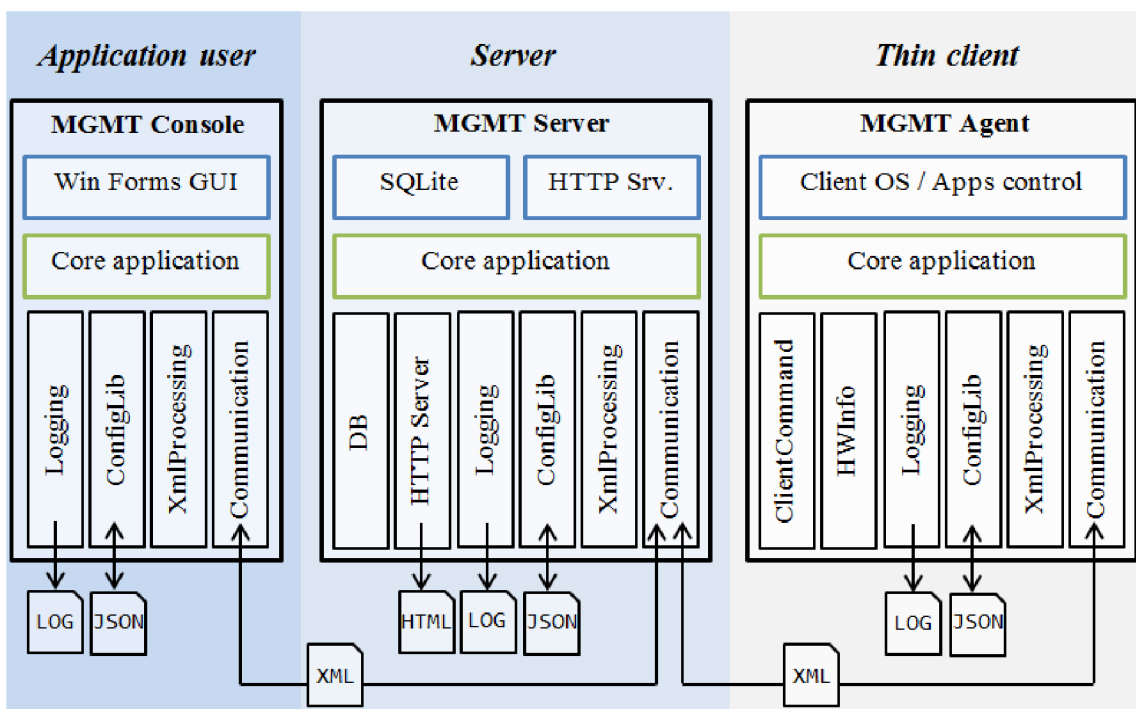 Application user
Server
Thin client
MGMT Console
MGMT Server
MGMT Agent
Win Forms GUI
SQLite
HTTP Srv.
Client OS / Apps control
Core application
Core application
Core application
Logging
ConfigLib
XmlProcessing
Communication
DB
HTTP Server
Logging
ConfigLib
XmlProcessing
Communication
ClientCommand
HWInfo
Logging
ConfigLib
XmlProcessing
Communication
LOG
JSON
HTML
LOG
JSON
LOG
JSON
XML
XML